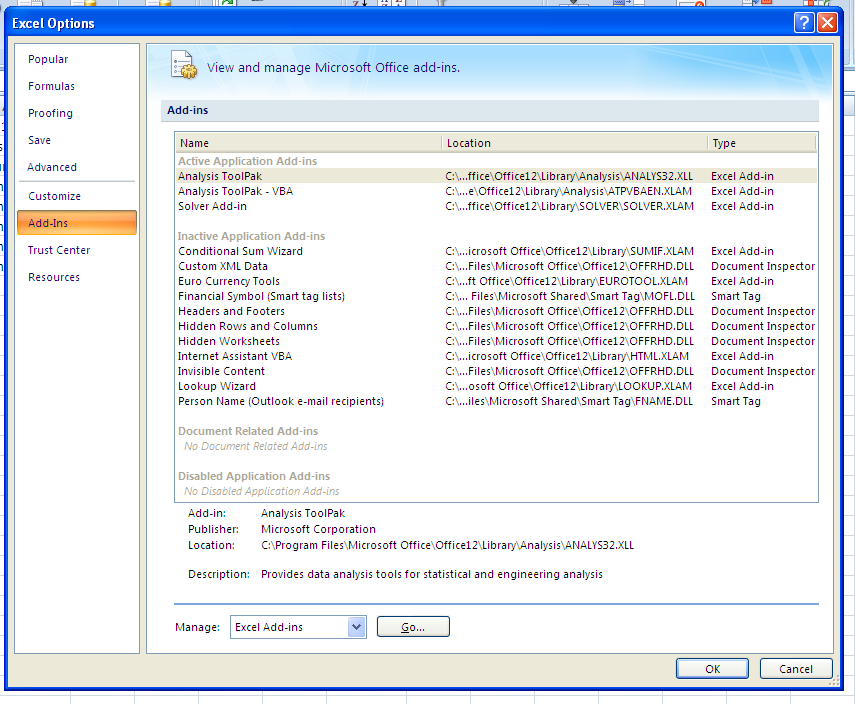 Excel Options
Popular
Formulas
Proofing
Save
Advanced
Customize
Add-Ins
Trust Center
Resources
View and manage Microsoft Office add-ins.
Add-ins
Name Location Type
Active Application Add-ins
Analysis ToolPak C:\...ffice\Office12\Library\Analysis\ANALYS32.XLL Excel Add-in
Analysis ToolPak - VBA C:\...e\Office12\Library\Analysis\ATPVBAEN.XLAM Excel Add-in
Solver Add-in C:\...ffice\Office12\Library\SOLVER\SOLVER.XLAM Excel Add-in
Inactive Application Add-ins
Conditional Sum Wizard C:\...icrosoft Office\Office12\Library\SUMIF.XLAM Excel Add-in
Custom XML Data C:\...Files\Microsoft Office\Office12\OFFRHD.DLL Document Inspector
Euro Currency Tools C:\...ft Office\Office12\Library\EUROTOOL.XLAM Excel Add-in
Financial Symbol (Smart tag lists) C:\... Files\Microsoft Shared\Smart Tag\MOFL.DLL Smart Tag
Headers and Footers C:\...Files\Microsoft Office\Office12\OFFRHD.DLL Document Inspector
Hidden Rows and Columns C:\...Files\Microsoft Office\Office12\OFFRHD.DLL Document Inspector
Hidden Worksheets C:\...Files\Microsoft Office\Office12\OFFRHD.DLL Document Inspector
Internet Assistant VBA C:\...icrosoft Office\Office12\Library\HTML.XLAM Excel Add-in
Invisible Content C:\...Files\Microsoft Office\Office12\OFFRHD.DLL Document Inspector
Lookup Wizard C:\...osoft Office\Office12\Library\LOOKUP.XLAM Excel Add-in
Person Name (Outlook e-mail recipients) C:\...iles\Microsoft Shared\Smart Tag\FNAME.DLL Smart Tag
Document Related Add-ins
No Document Related Add-ins
Disabled Application Add-ins
No Disabled Application Add-ins
Add-in: Analysis ToolPak
Publisher: Microsoft Corporation
Location: C:\Program Files\Microsoft Office\Office12\Library\Analysis\ANALYS32.XLL
Description: Provides data analysis tools for statistical and engineering analysis
Manage: Excel Add-ins Go...
OK Cancel